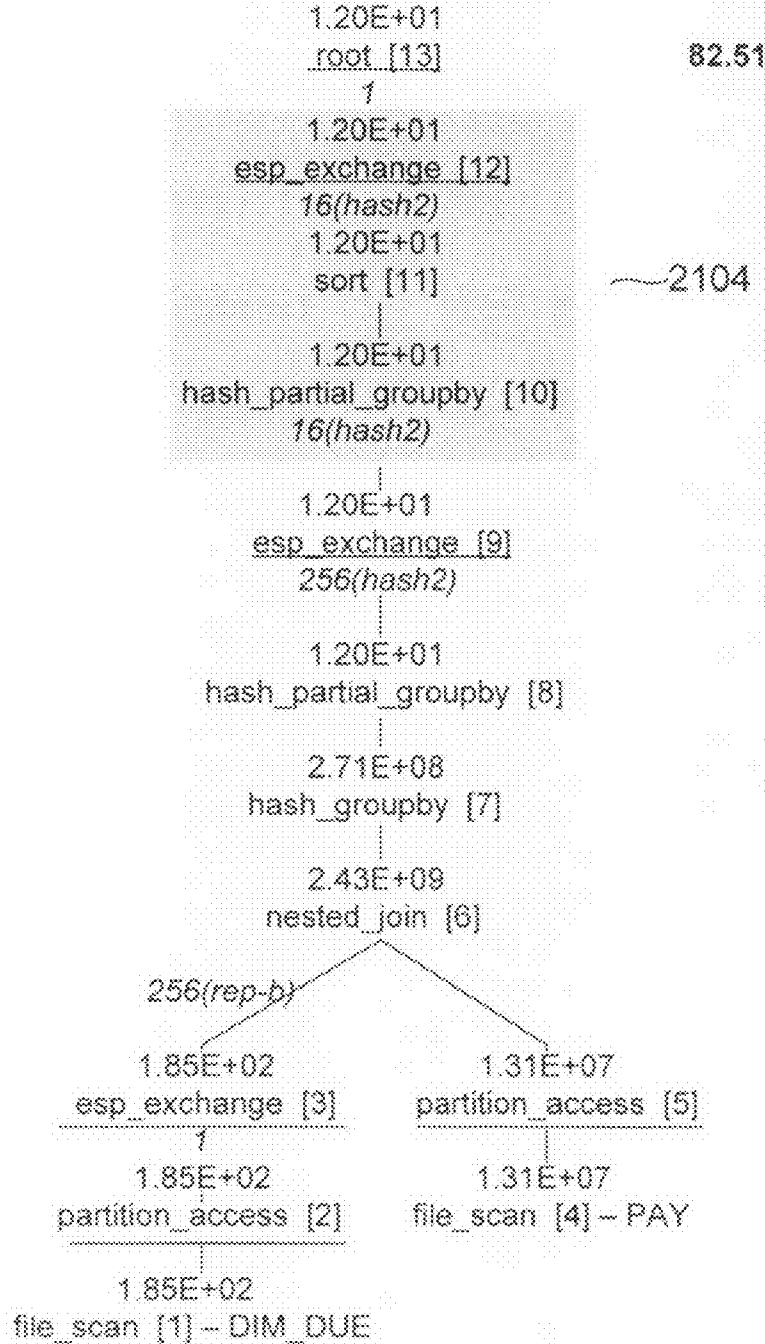 1.20E+01
root [13]
82.51
1
1.20E+01
esp_exchange [12]
16(hash2)
1.20E+01
sort [11]
2104
1.20E+01
hash_partial_groupby [10]
16(hash2)
1.20E+01
esp_exchange [9]
256(hash2)
1.20E+01
hash_partial_groupby [8]
2.71E+08
hash_groupby [7]
2.43E+09
nested_join [6]
256(rep-b)
1.85E+02 1.31E+07
esp_exchange [3] partition_access [5]
1
1.85E+02 1.31E+07
partition_access [2] file_scan [4] – PAY
1.85E+02
file_scan [1] – DIM_DUE